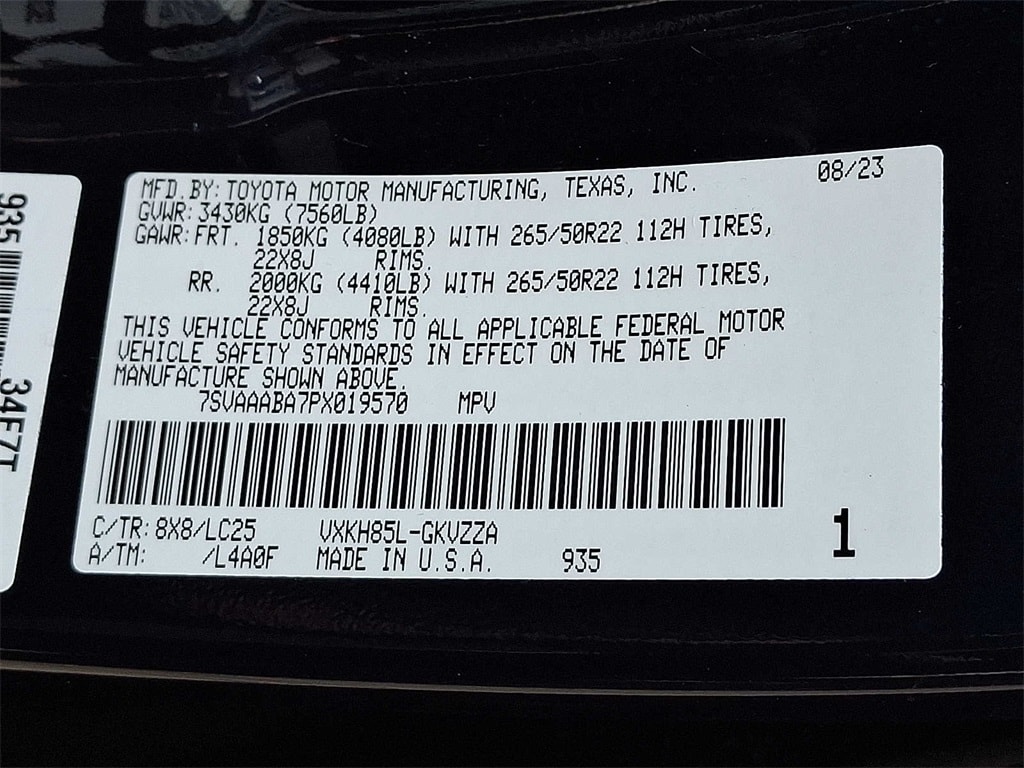 MFD. BY: TOYOTA MOTOR MANUFACTURING, TEXAS, INC. 08/23
GVWR: 3430KG (7560LB)
GAWR: FRT. 1850KG (4080LB) WITH 265/50R22 112H TIRES,
22X8J RIMS.
RR. 2000KG (4410LB) WITH 265/50R22 112H TIRES,
22X8J RIMS.
THIS VEHICLE CONFORMS TO ALL APPLICABLE FEDERAL MOTOR
VEHICLE SAFETY STANDARDS IN EFFECT ON THE DATE OF
MANUFACTURE SHOWN ABOVE.
7SVAAABA7PX019570 MPV
C/TR: 8X8/LC25 VXKH85L-GKVZZA
A/TM: /L4A0F MADE IN U.S.A. 935
1
935
34F7T